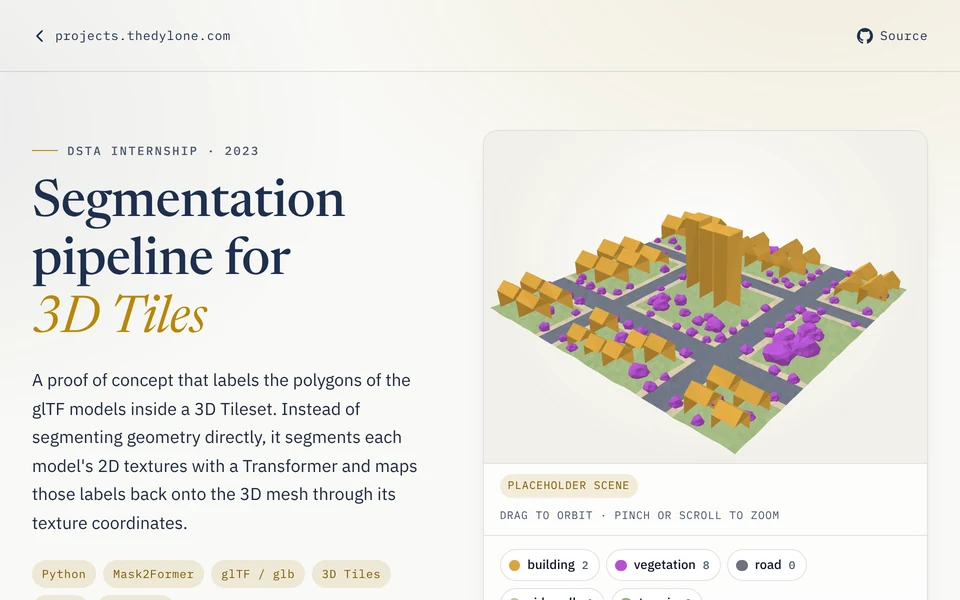 projects.thedylone.com
Source
DSTA INTERNSHIP · 2023
Segmentation
pipeline for
3D Tiles
A proof of concept that labels the polygons of the
glTF models inside a 3D Tileset. Instead of
segmenting geometry directly, it segments each
model's 2D textures with a Transformer and maps
those labels back onto the 3D mesh through its
texture coordinates.
Python Mask2Former glTF / glb 3D Tiles
PLACEHOLDER SCENE
DRAG TO ORBIT · PINCH OR SCROLL TO ZOOM
building 2 vegetation 8 road 0